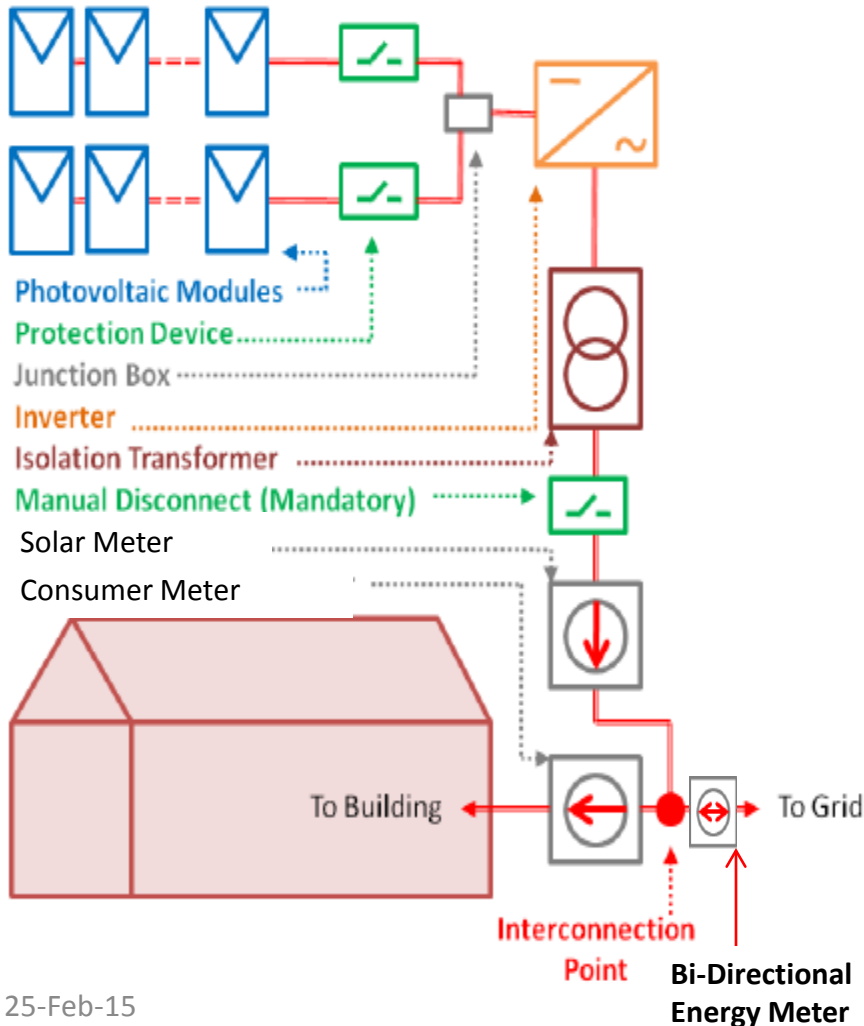 Photovoltaic Modules
Protection Device
Junction Box
Inverter
Isolation Transformer
Manual Disconnect (Mandatory)
Solar Meter
Consumer Meter
To Building
To Grid
Interconnection
Point
Bi-Directional
Energy Meter
25-Feb-15